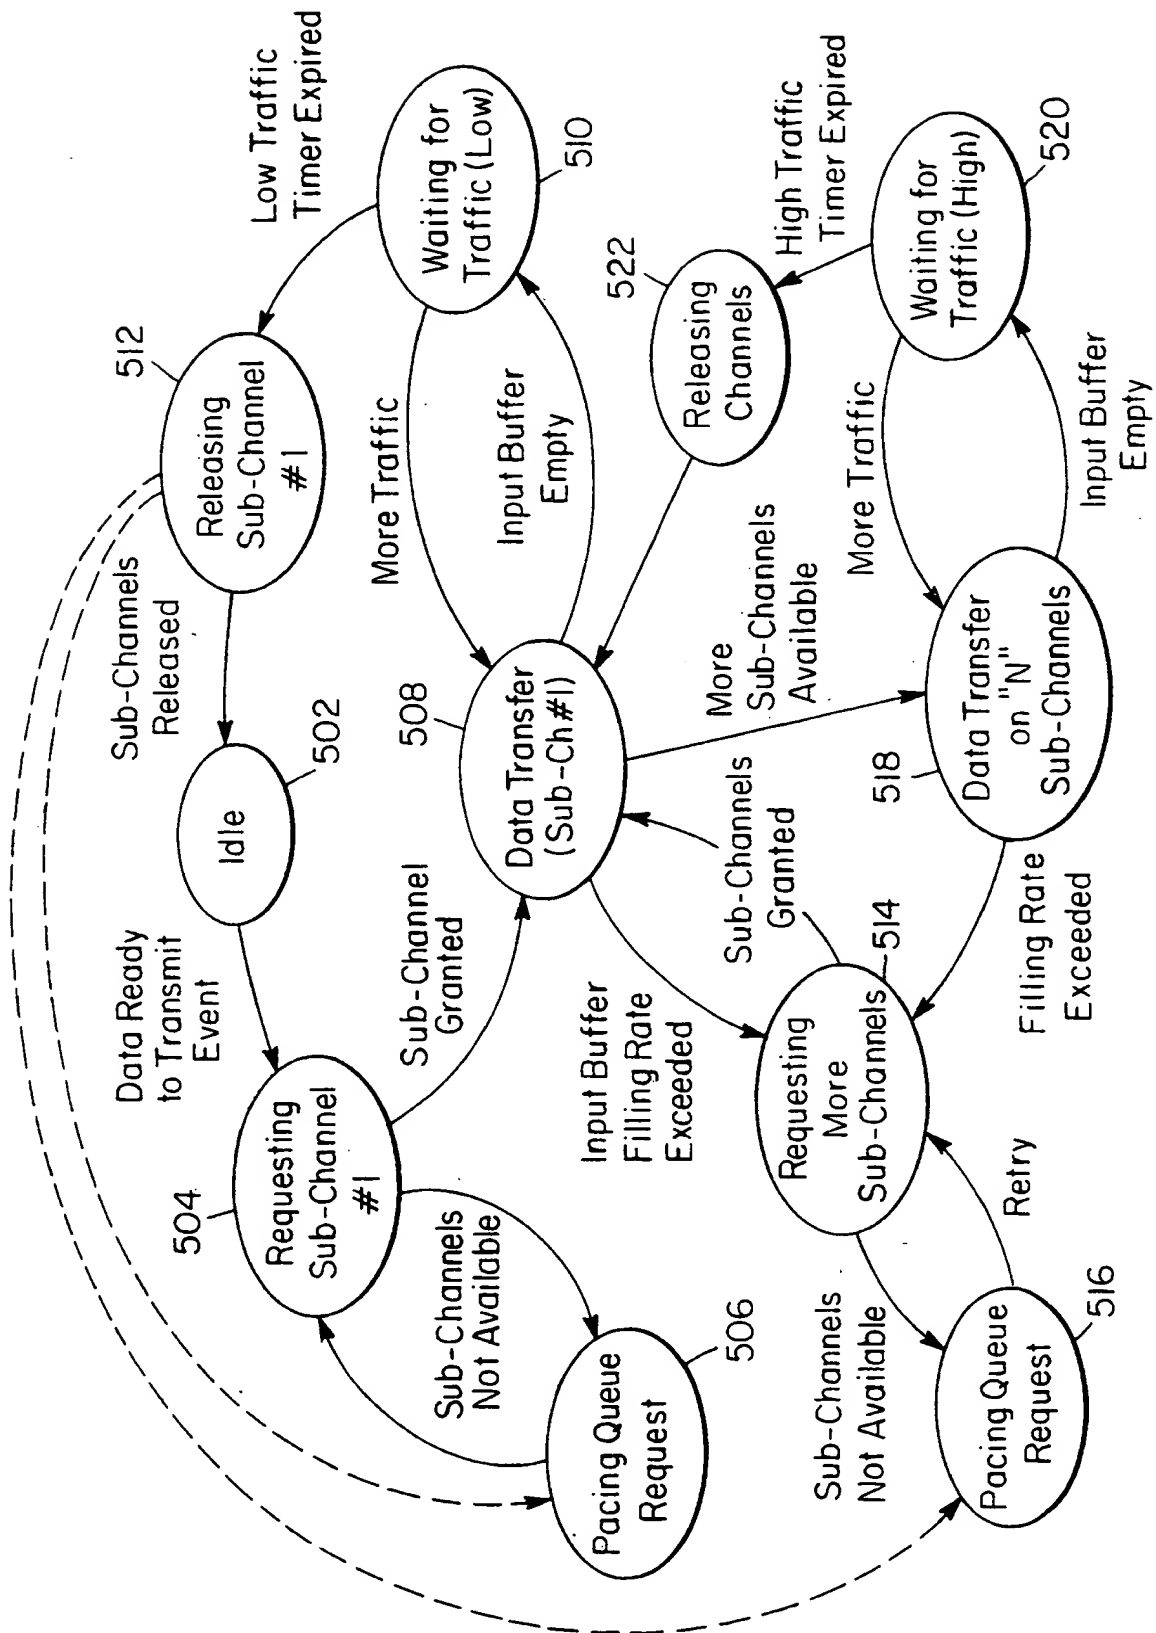 Low Traffic
Timer Expired
512
Releasing
Sub-Channel
#1
Waiting for
Traffic (Low)
510
Sub-Channels
Released
More Traffic
Input Buffer
Empty
522
Releasing
Channels
High Traffic
Timer Expired
Waiting for
Traffic (High)
520
Idle
502
508
Data Transfer
(Sub-Ch#1)
More
Sub-Channels
Available
More Traffic
Input Buffer
Empty
Data Ready
to Transmit
Event
Sub-Channel
Granted
Sub-Channels
Granted
518
Data Transfer
on "N"
Sub-Channels
504
Requesting
Sub-Channel
#1
Input Buffer
Filling Rate
Exceeded
514
Requesting
More
Sub-Channels
Filling Rate
Exceeded
Sub-Channels
Not Available
Pacing Queue
Request
506
Sub-Channels
Not Available
Retry
Pacing Queue
Request
516